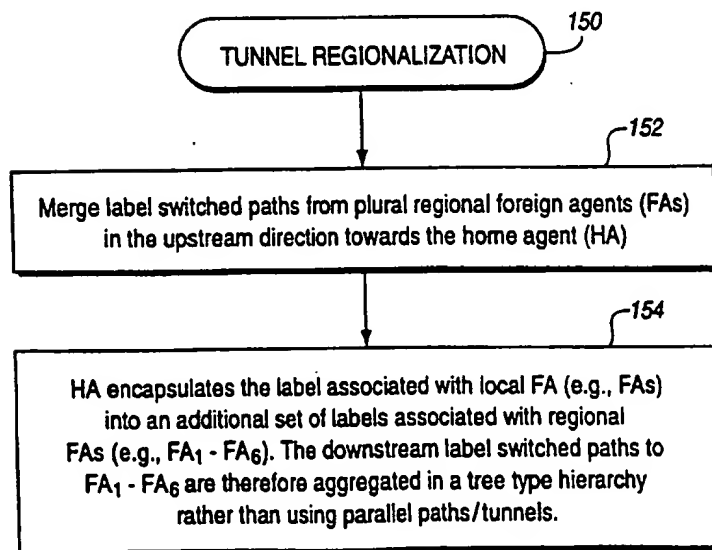 150
TUNNEL REGIONALIZATION
152
Merge label switched paths from plural regional foreign agents (FAs)
in the upstream direction towards the home agent (HA)
154
HA encapsulates the label associated with local FA (e.g., FAs)
into an additional set of labels associated with regional
FAs (e.g., FA₁ - FA₆). The downstream label switched paths to
FA₁ - FA₆ are therefore aggregated in a tree type hierarchy
rather than using parallel paths/tunnels.